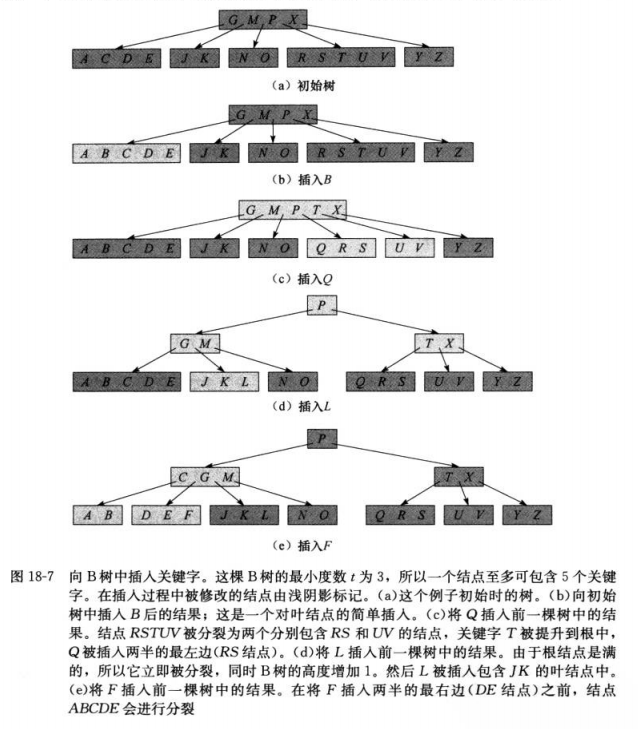 G M P X
A C D E J K N O R S T U V Y Z
(a) 初始树
G M P X
A B C D E J K N O R S T U V Y Z
(b) 插入B
G M P T X
A B C D E J K N O Q R S U V Y Z
(c) 插入Q
P
G M T X
A B C D E J K L N O Q R S U V Y Z
(d) 插入L
P
C G M T X
A B D E F J K L N O Q R S U V Y Z
(e) 插入F
图 18-7 向B树中插入关键字。这棵B树的最小度数 t 为 3，所以一个结点至多可包含 5 个关键
字。在插入过程中被修改的结点由浅阴影标记。(a)这个例子初始时的树。(b)向初始
树中插入 B 后的结果；这是一个对叶结点的简单插入。(c)将 Q 插入前一棵树中的结
果。结点 RSTUV 被分裂为两个分别包含 RS 和 UV 的结点，关键字 T 被提升到根中，
Q 被插入两半的最左边(RS 结点)。(d)将 L 插入前一棵树中的结果。由于根结点是满
的，所以它立即被分裂，同时B树的高度增加 1。然后 L 被插入包含 JK 的叶结点中。
(e)将 F 插入前一棵树中的结果。在将 F 插入两半的最右边(DE 结点)之前，结点
ABCDE 会进行分裂